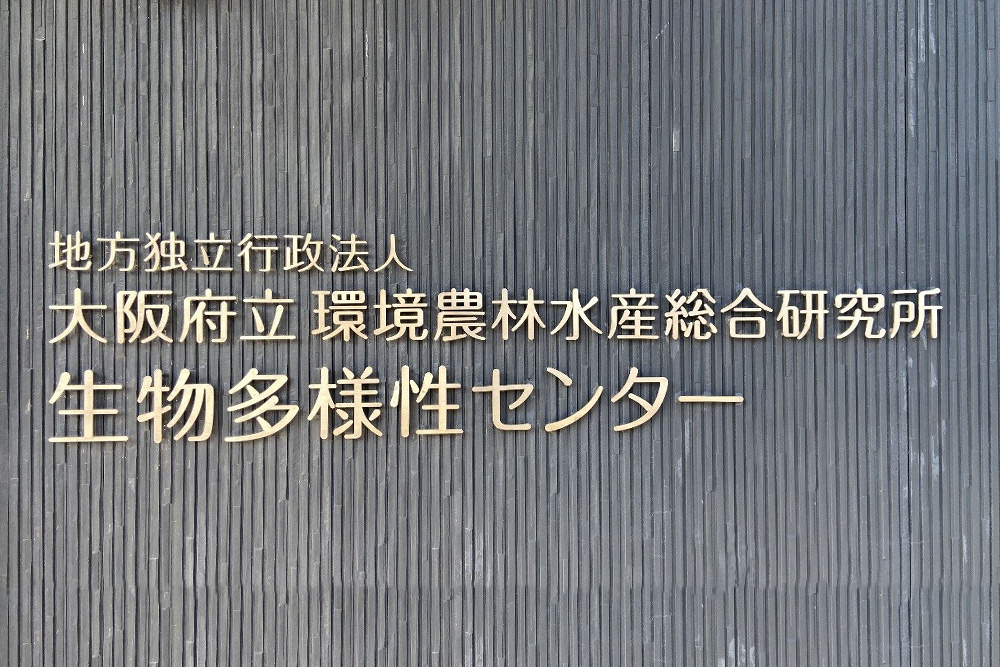 地方独立行政法人
大阪府立 環境農林水産総合研究所
生物多様性センター